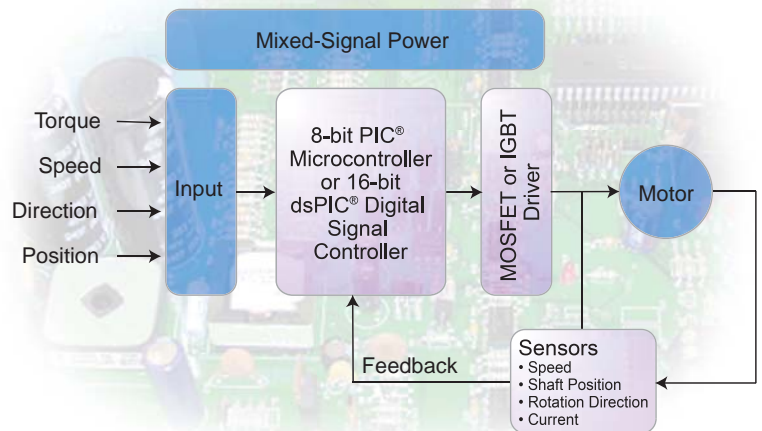 Mixed-Signal Power
Torque
Speed
Direction
Position
Input
8-bit PIC®
Microcontroller
or 16-bit
dsPIC® Digital
Signal
Controller
MOSFET or IGBT
Driver
Motor
Feedback
Sensors
• Speed
• Shaft Position
• Rotation Direction
• Current